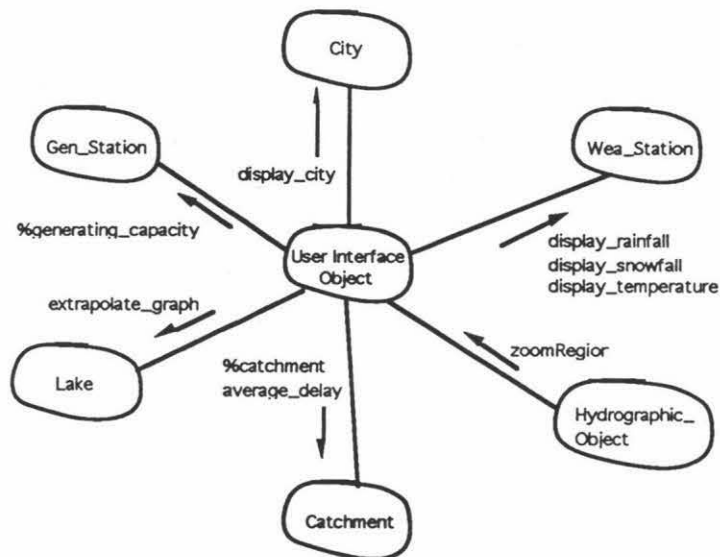 City
Gen_Station
Wea_Station
display_city
%generating_capacity
User Interface
Object
display_rainfall
display_snowfall
display_temperature
extrapolate_graph
zoomRegior
%catchment
average_delay
Lake
Hydrographic_
Object
Catchment